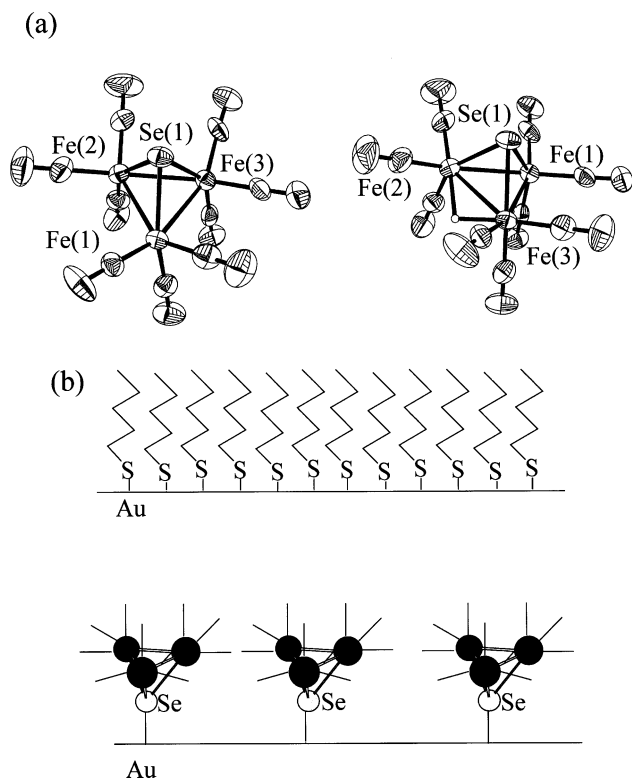 (a)
Se(1)
Fe(2)
Fe(3)
Fe(1)
Se(1)
Fe(1)
Fe(2)
Fe(3)
(b)
S S S S S S S S S S S S
Au
Se Se Se
Au